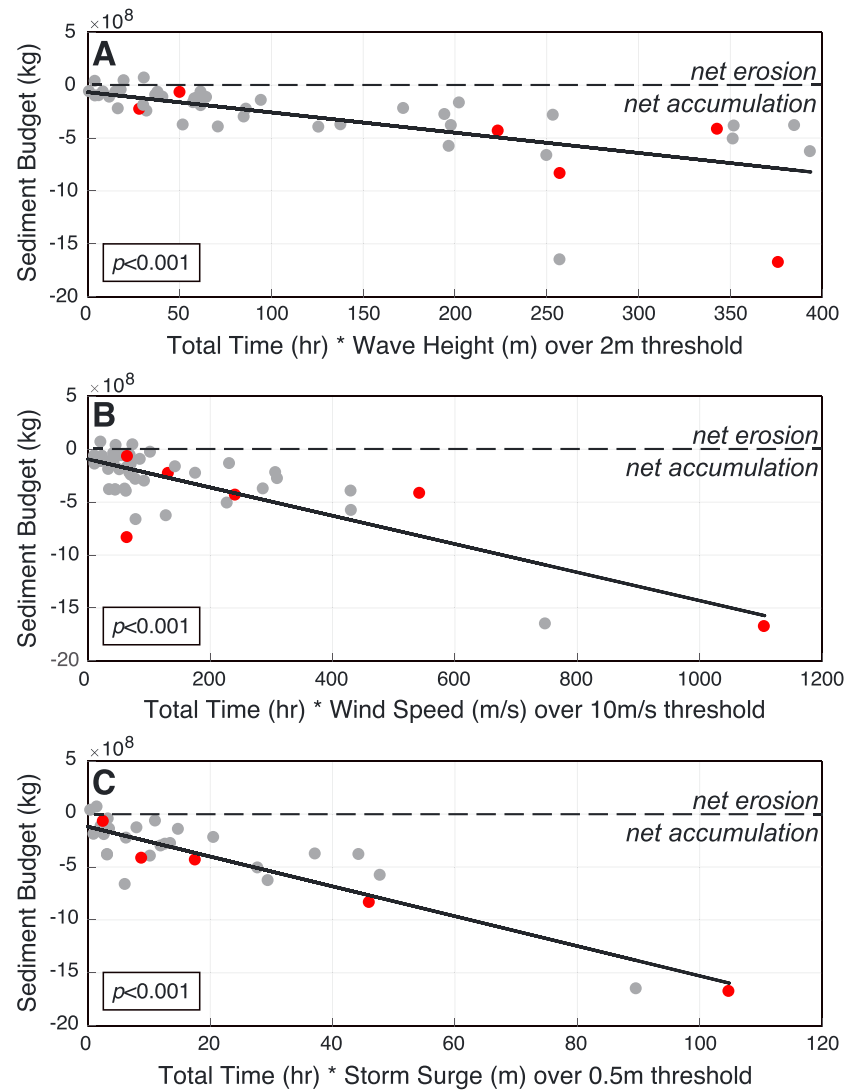 ×10⁸
5
A
0
-5
-10
-15
-20
Sediment Budget (kg)
net erosion
net accumulation
p<0.001
0 50 100 150 200 250 300 350 400
Total Time (hr) * Wave Height (m) over 2m threshold
×10⁸
5
B
0
-5
-10
-15
-20
Sediment Budget (kg)
net erosion
net accumulation
p<0.001
0 200 400 600 800 1000 1200
Total Time (hr) * Wind Speed (m/s) over 10m/s threshold
×10⁸
5
C
0
-5
-10
-15
-20
Sediment Budget (kg)
net erosion
net accumulation
p<0.001
0 20 40 60 80 100 120
Total Time (hr) * Storm Surge (m) over 0.5m threshold